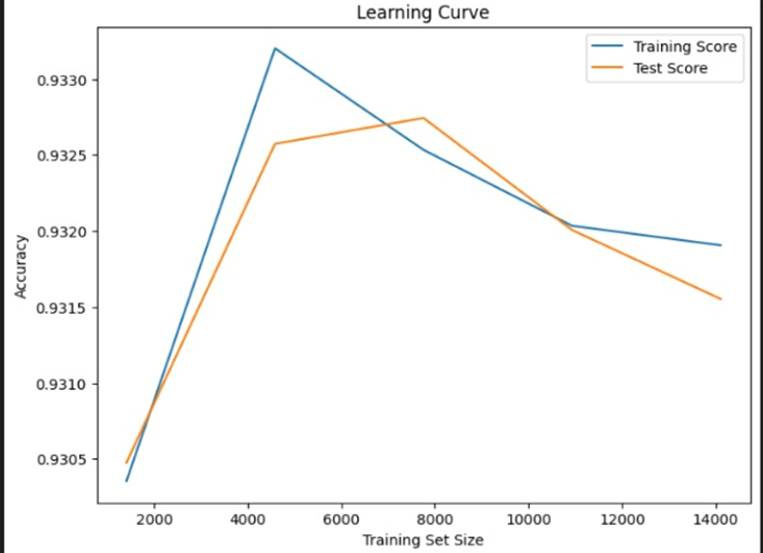 Learning Curve
Training Score
Test Score
0.9330
0.9325
0.9320
0.9315
0.9310
0.9305
Accuracy
2000 4000 6000 8000 10000 12000 14000
Training Set Size